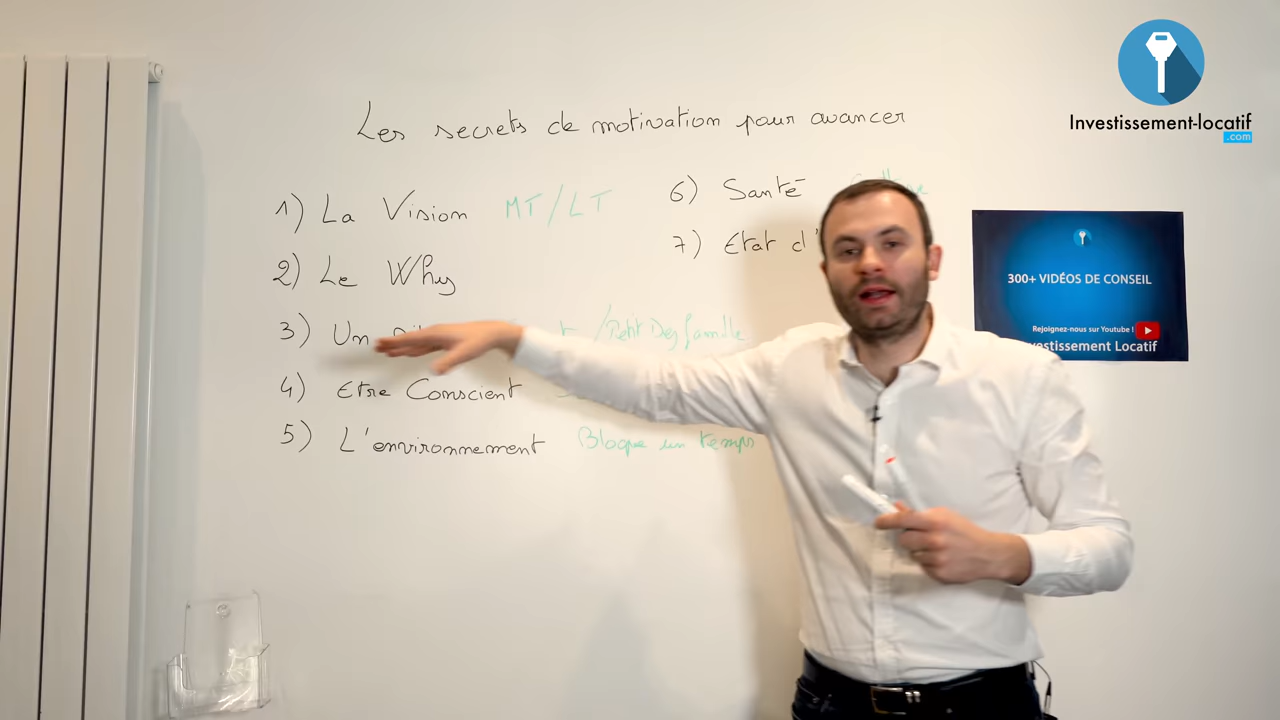 Les secrets de motivation pour avancer
1) La Vision MT/LT
2) Le Why
3) Un /Petit Dej famille
4) Etre Conscient
5) L'environnement Bloque un temps
6) Santé
7) Etat d'
Investissement-locatif
.com
300+ VIDÉOS DE CONSEIL
Rejoignez-nous sur Youtube !
vestissement Locatif